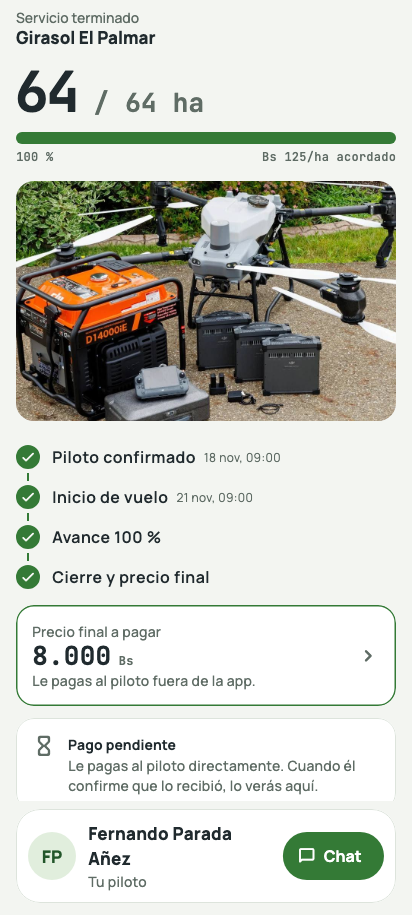 Servicio terminado
Girasol El Palmar
64 / 64 ha
100 %
Bs 125/ha acordado
D14000iE
Piloto confirmado 18 nov, 09:00
Inicio de vuelo 21 nov, 09:00
Avance 100 %
Cierre y precio final
Precio final a pagar
8.000 Bs
Le pagas al piloto fuera de la app.
Pago pendiente
Le pagas al piloto directamente. Cuando él
confirme que lo recibió, lo verás aquí.
FP
Fernando Parada
Añez
Tu piloto
Chat